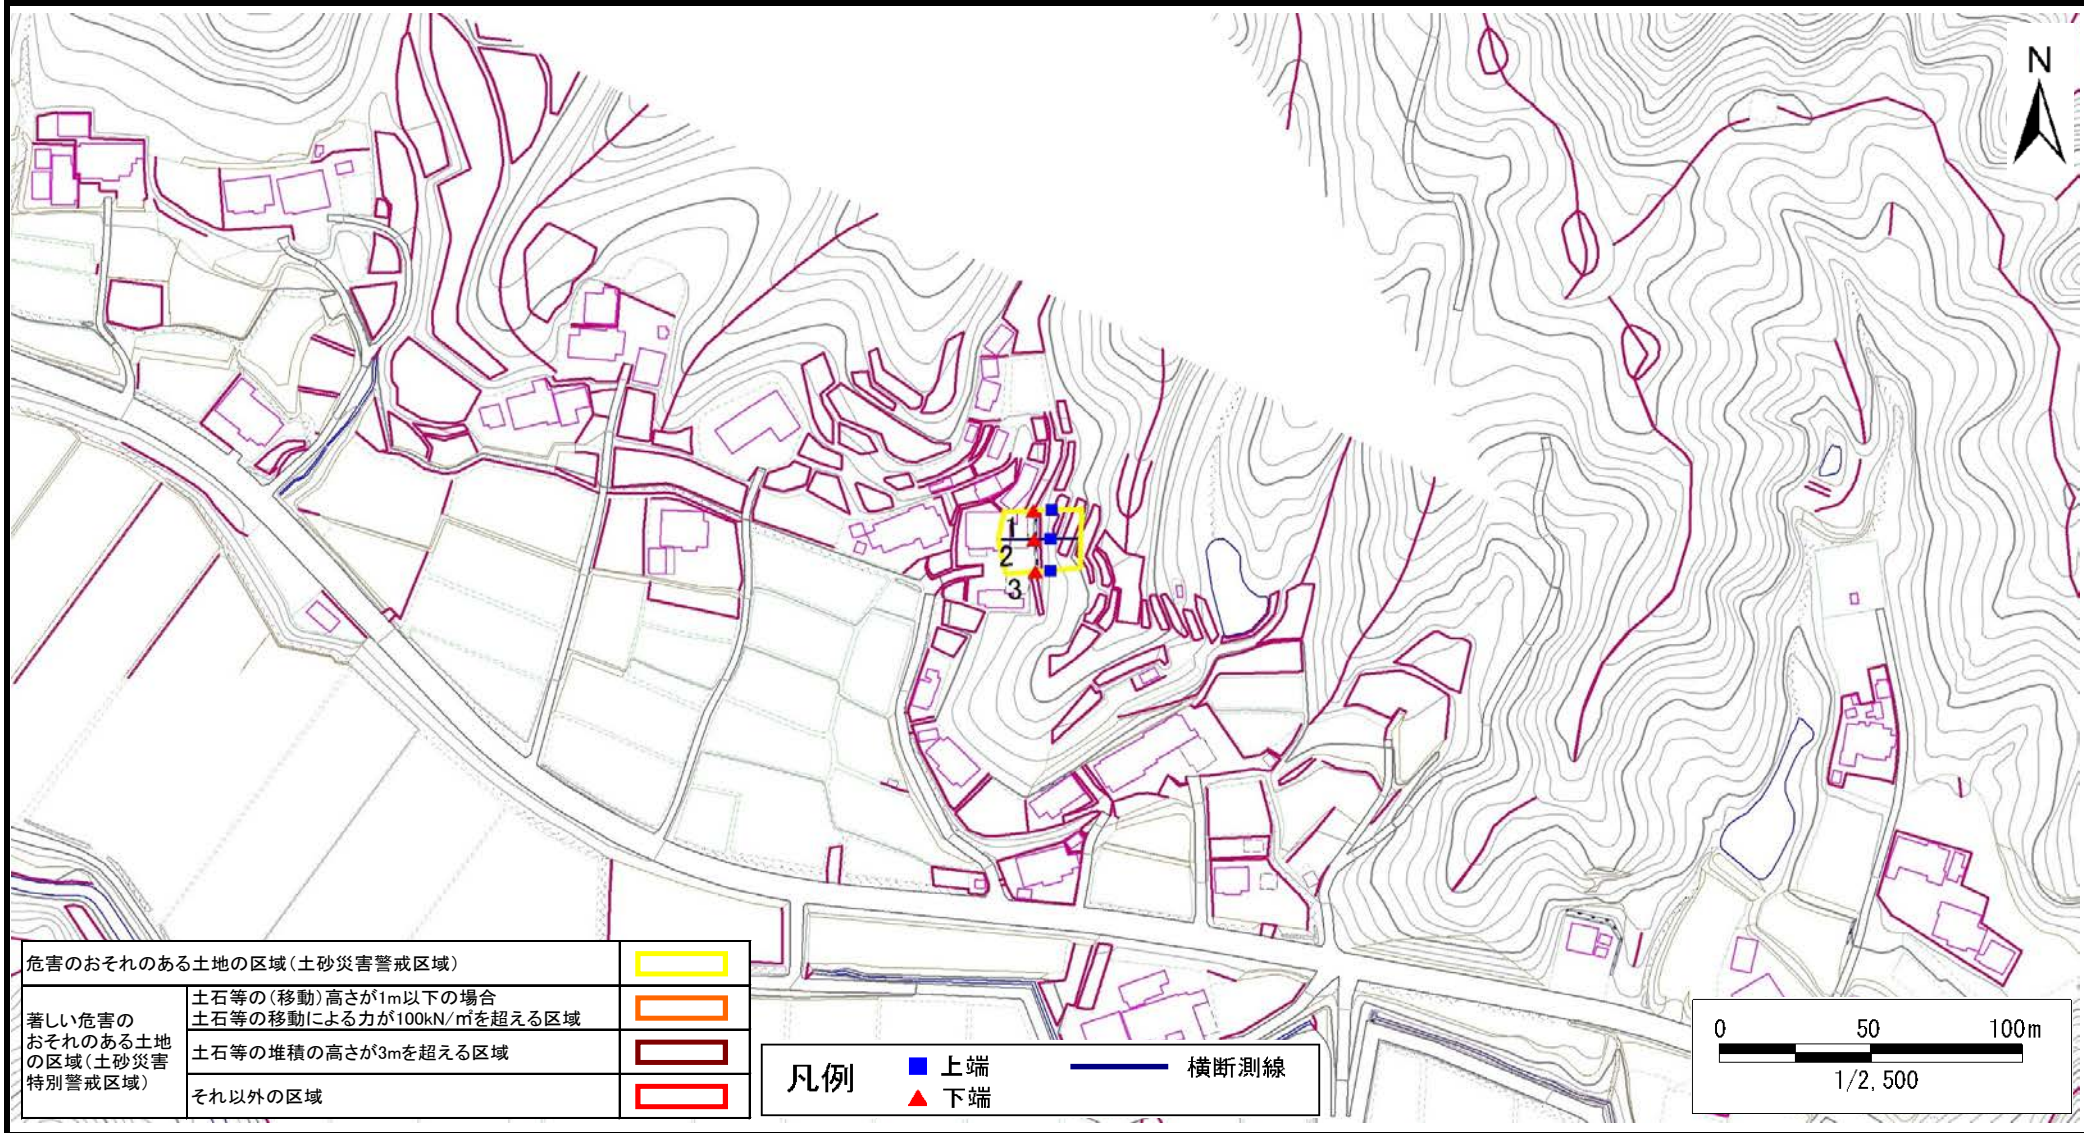 N
1
2
3
危害のおそれのある土地の区域(土砂災害警戒区域)
著しい危害の
おそれのある土地
の区域(土砂災害
特別警戒区域)
土石等の(移動)高さが1m以下の場合
土石等の移動による力が100kN/㎡を超える区域
土石等の堆積の高さが3mを超える区域
それ以外の区域
凡例
上端
下端
横断測線
0 50 100m
1/2,500